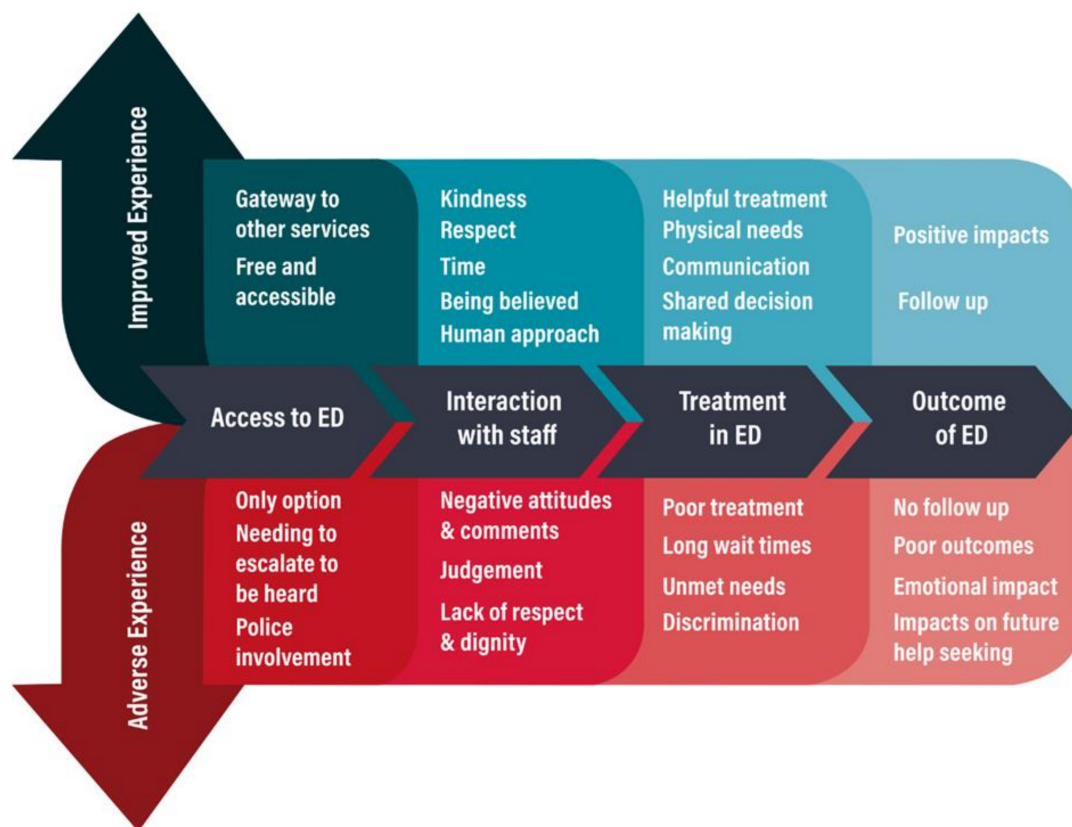 Improved Experience
Gateway to
other services
Free and
accessible
Kindness
Respect
Time
Being believed
Human approach
Helpful treatment
Physical needs
Communication
Shared decision
making
Positive impacts
Follow up
Access to ED
Interaction
with staff
Treatment
in ED
Outcome
of ED
Adverse Experience
Only option
Needing to
escalate to
be heard
Police
involvement
Negative attitudes
& comments
Judgement
Lack of respect
& dignity
Poor treatment
Long wait times
Unmet needs
Discrimination
No follow up
Poor outcomes
Emotional impact
Impacts on future
help seeking